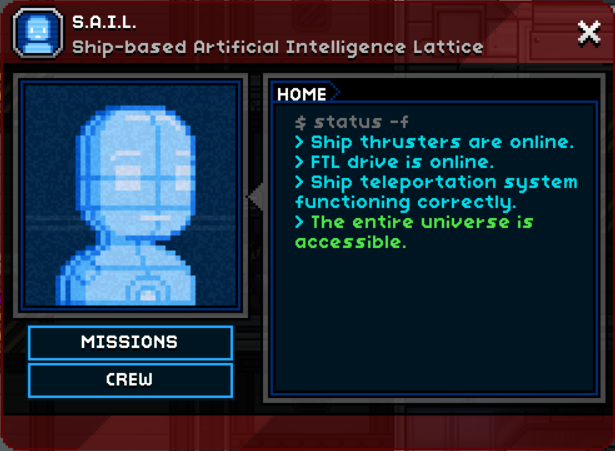 S.A.I.L.
Ship-based Artificial Intelligence Lattice
HOME
$ status -f
> Ship thrusters are online.
> FTL drive is online.
> Ship teleportation system
functioning correctly.
> The entire universe is
accessible.
MISSIONS
CREW